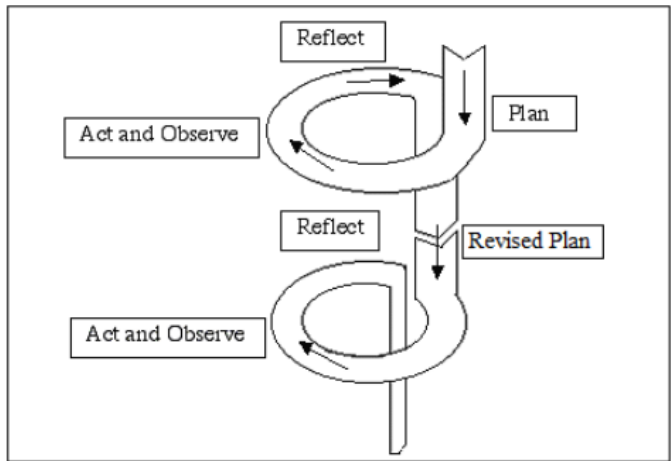 Reflect
Plan
Act and Observe
Reflect
Revised Plan
Act and Observe